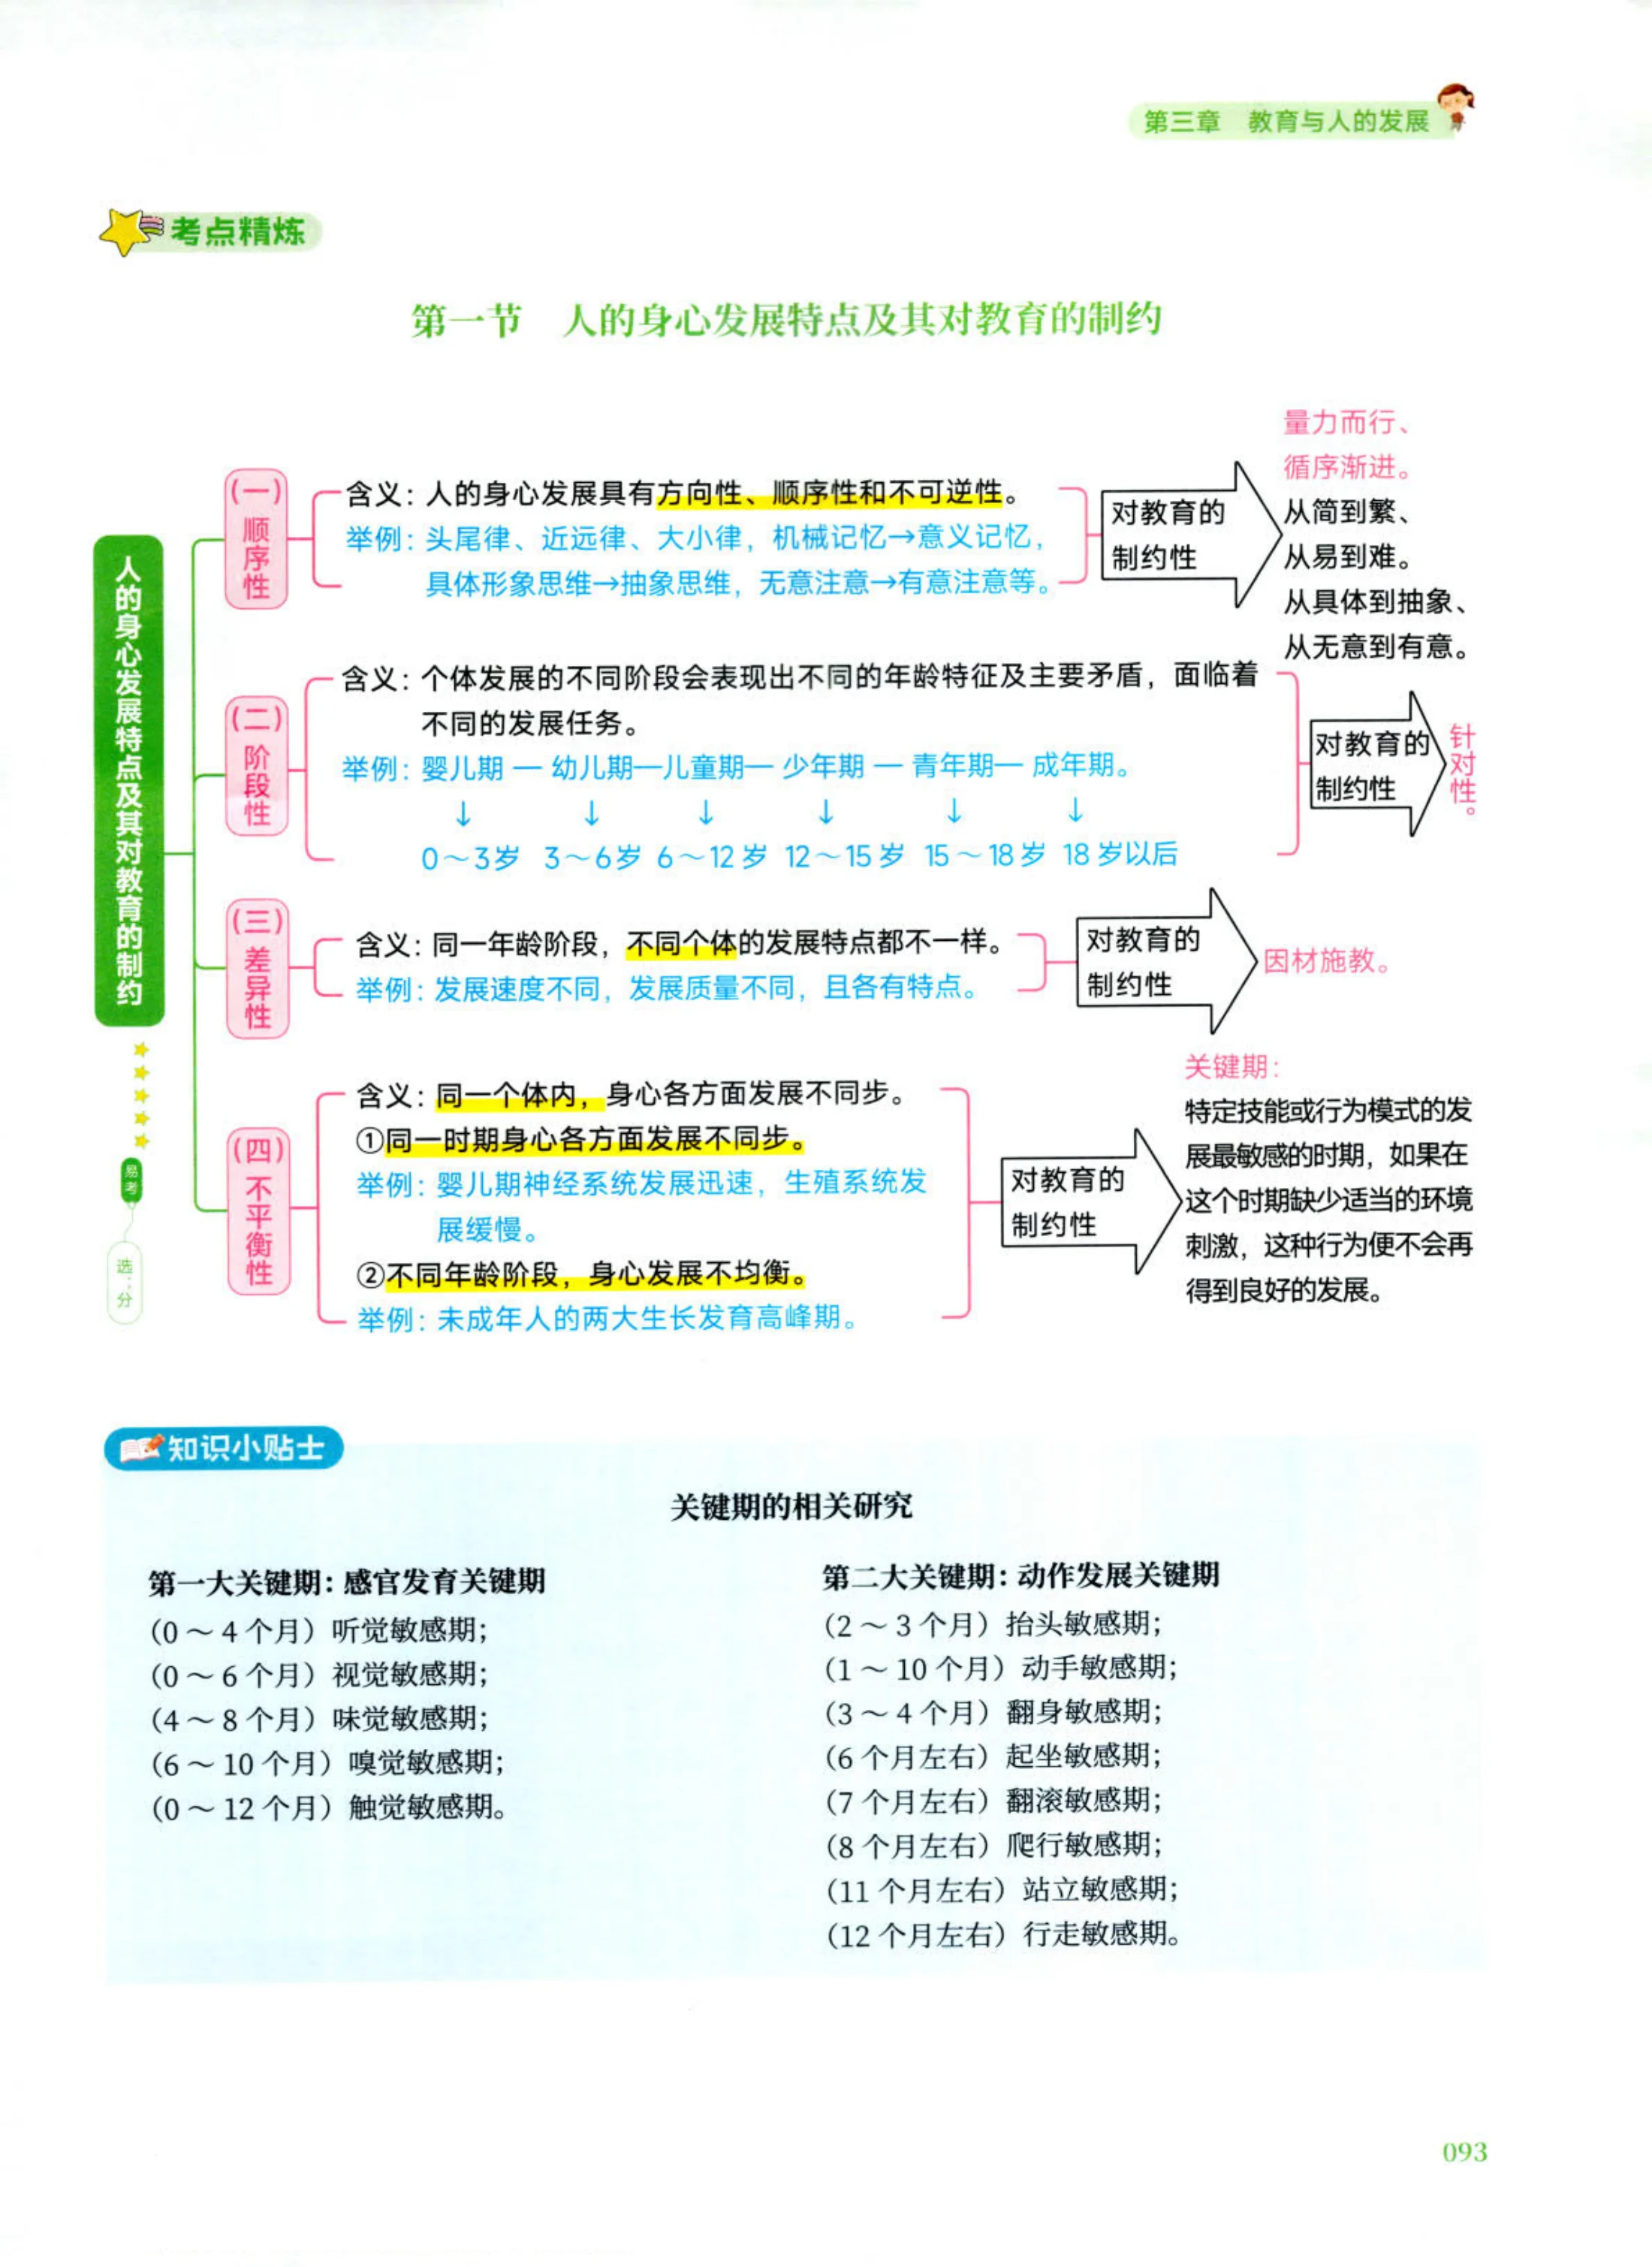 第三章 教育与人的发展
考点精炼
第一节 人的身心发展特点及其对教育的制约
人的身心发展特点及其对教育的制约
易考
选;分
(一)顺序性
含义：人的身心发展具有方向性、顺序性和不可逆性。
举例：头尾律、近远律、大小律，机械记忆→意义记忆，
具体形象思维→抽象思维，无意注意→有意注意等。
对教育的
制约性
量力而行、
循序渐进。
从简到繁、
从易到难。
从具体到抽象、
从无意到有意。
(二)阶段性
含义：个体发展的不同阶段会表现出不同的年龄特征及主要矛盾，面临着
不同的发展任务。
举例：婴儿期 — 幼儿期—儿童期— 少年期 — 青年期— 成年期。
↓ ↓ ↓ ↓ ↓ ↓
0～3岁 3～6岁 6～12岁 12～15岁 15～18岁 18岁以后
对教育的
制约性
针对性。
(三)差异性
含义：同一年龄阶段，不同个体的发展特点都不一样。
举例：发展速度不同，发展质量不同，且各有特点。
对教育的
制约性
因材施教。
(四)不平衡性
含义：同一个体内，身心各方面发展不同步。
①同一时期身心各方面发展不同步。
举例：婴儿期神经系统发展迅速，生殖系统发
展缓慢。
②不同年龄阶段，身心发展不均衡。
举例：未成年人的两大生长发育高峰期。
对教育的
制约性
关键期：
特定技能或行为模式的发
展最敏感的时期，如果在
这个时期缺少适当的环境
刺激，这种行为便不会再
得到良好的发展。
知识小贴士
关键期的相关研究
第一大关键期：感官发育关键期
（0～4个月）听觉敏感期；
（0～6个月）视觉敏感期；
（4～8个月）味觉敏感期；
（6～10个月）嗅觉敏感期；
（0～12个月）触觉敏感期。
第二大关键期：动作发展关键期
（2～3个月）抬头敏感期；
（1～10个月）动手敏感期；
（3～4个月）翻身敏感期；
（6个月左右）起坐敏感期；
（7个月左右）翻滚敏感期；
（8个月左右）爬行敏感期；
（11个月左右）站立敏感期；
（12个月左右）行走敏感期。
093